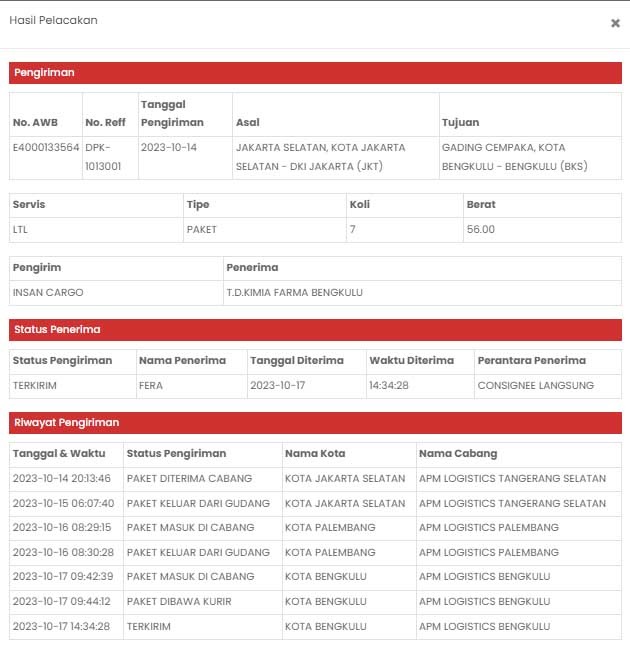 Hasil Pelacakan
Pengiriman
No. AWB No. Reff Tanggal Pengiriman Asal Tujuan
E4000133564 DPK-1013001 2023-10-14 JAKARTA SELATAN, KOTA JAKARTA SELATAN - DKI JAKARTA (JKT) GADING CEMPAKA, KOTA BENGKULU - BENGKULU (BKS)
Servis Tipe Koli Berat
LTL PAKET 7 56.00
Pengirim Penerima
INSAN CARGO T.D.KIMIA FARMA BENGKULU
Status Penerima
Status Pengiriman Nama Penerima Tanggal Diterima Waktu Diterima Perantara Penerima
TERKIRIM FERA 2023-10-17 14:34:28 CONSIGNEE LANGSUNG
Riwayat Pengiriman
Tanggal & Waktu Status Pengiriman Nama Kota Nama Cabang
2023-10-14 20:13:46 PAKET DITERIMA CABANG KOTA JAKARTA SELATAN APM LOGISTICS TANGERANG SELATAN
2023-10-15 06:07:40 PAKET KELUAR DARI GUDANG KOTA JAKARTA SELATAN APM LOGISTICS TANGERANG SELATAN
2023-10-16 08:29:15 PAKET MASUK DI CABANG KOTA PALEMBANG APM LOGISTICS PALEMBANG
2023-10-16 08:30:28 PAKET KELUAR DARI GUDANG KOTA PALEMBANG APM LOGISTICS PALEMBANG
2023-10-17 09:42:39 PAKET MASUK DI CABANG KOTA BENGKULU APM LOGISTICS BENGKULU
2023-10-17 09:44:12 PAKET DIBAWA KURIR KOTA BENGKULU APM LOGISTICS BENGKULU
2023-10-17 14:34:28 TERKIRIM KOTA BENGKULU APM LOGISTICS BENGKULU